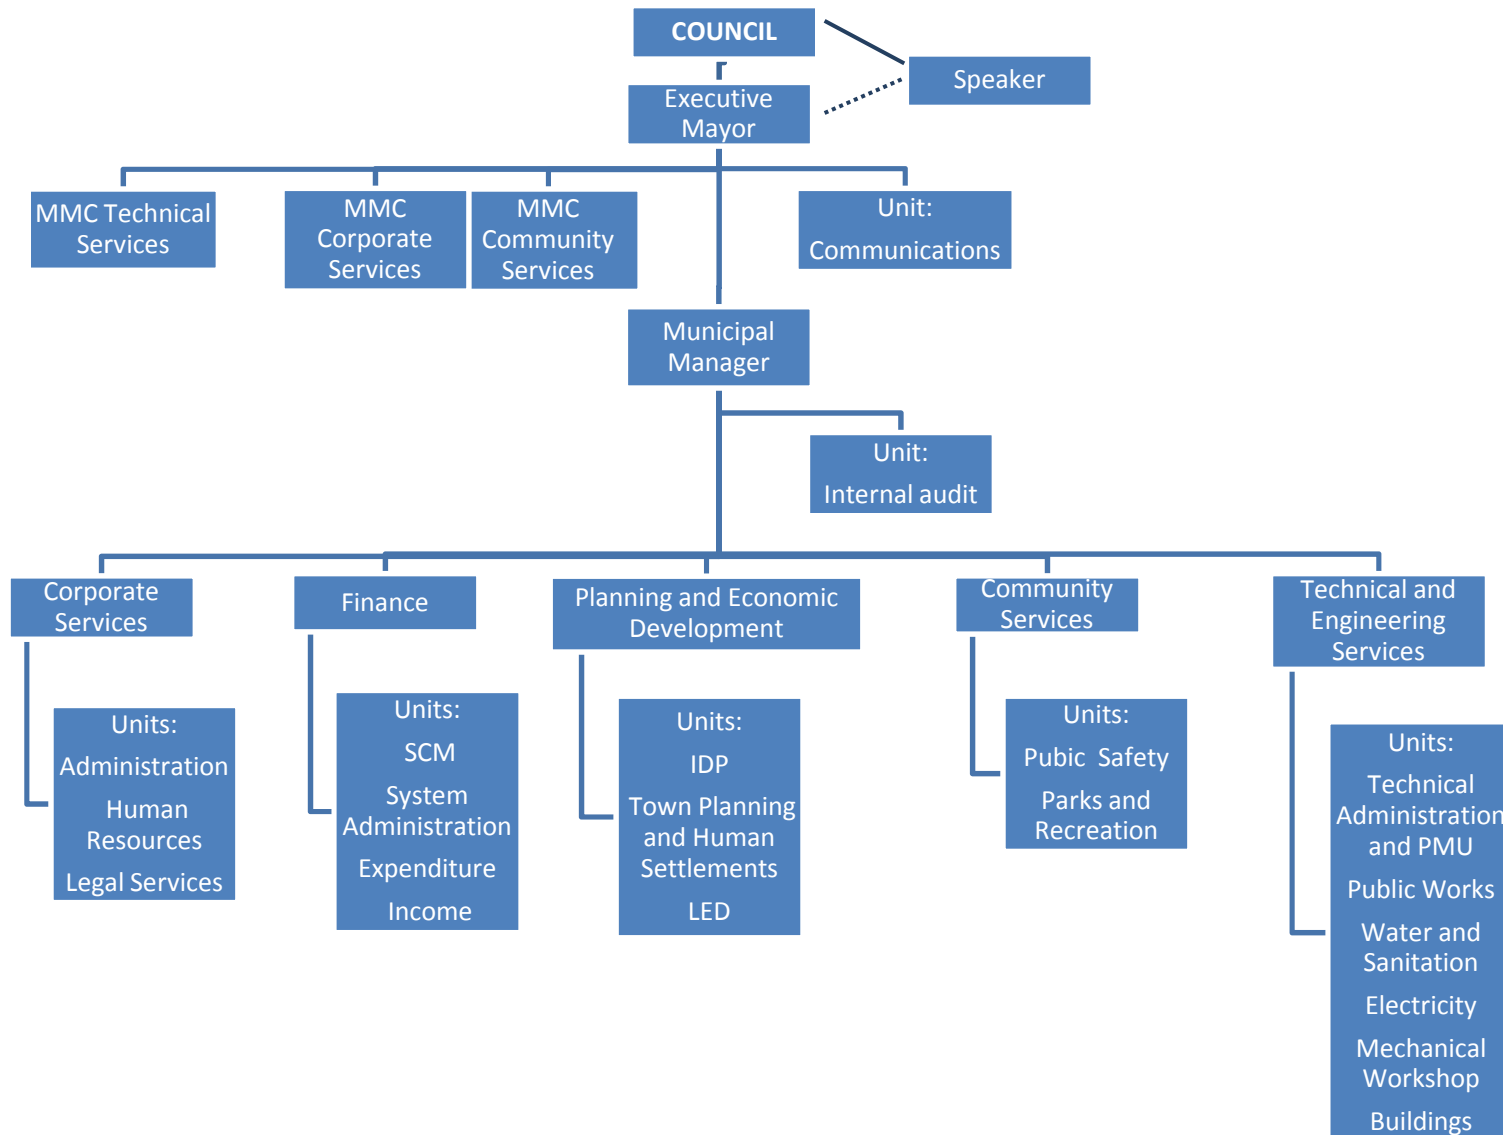 COUNCIL
Speaker
Executive
Mayor
MMC Technical
Services
MMC
Corporate
Services
MMC
Community
Services
Unit:
Communications
Municipal
Manager
Unit:
Internal audit
Corporate
Services
Finance
Planning and Economic
Development
Community
Services
Technical and
Engineering
Services
Units:
Administration
Human
Resources
Legal Services
Units:
SCM
System
Administration
Expenditure
Income
Units:
IDP
Town Planning
and Human
Settlements
LED
Units:
Pubic  Safety
Parks and
Recreation
Units:
Technical
Administration
and PMU
Public Works
Water and
Sanitation
Electricity
Mechanical
Workshop
Buildings